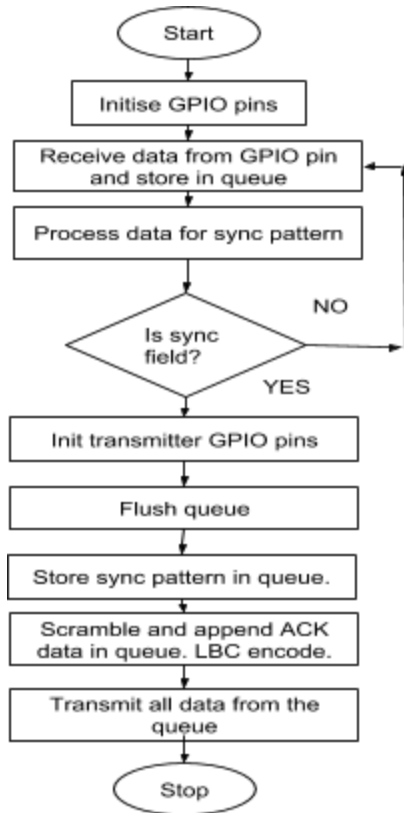 Start
Initise GPIO pins
Receive data from GPIO pin
and store in queue
Process data for sync pattern
NO
Is sync
field?
YES
Init transmitter GPIO pins
Flush queue
Store sync pattern in queue.
Scramble and append ACK
data in queue. LBC encode.
Transmit all data from the
queue
Stop